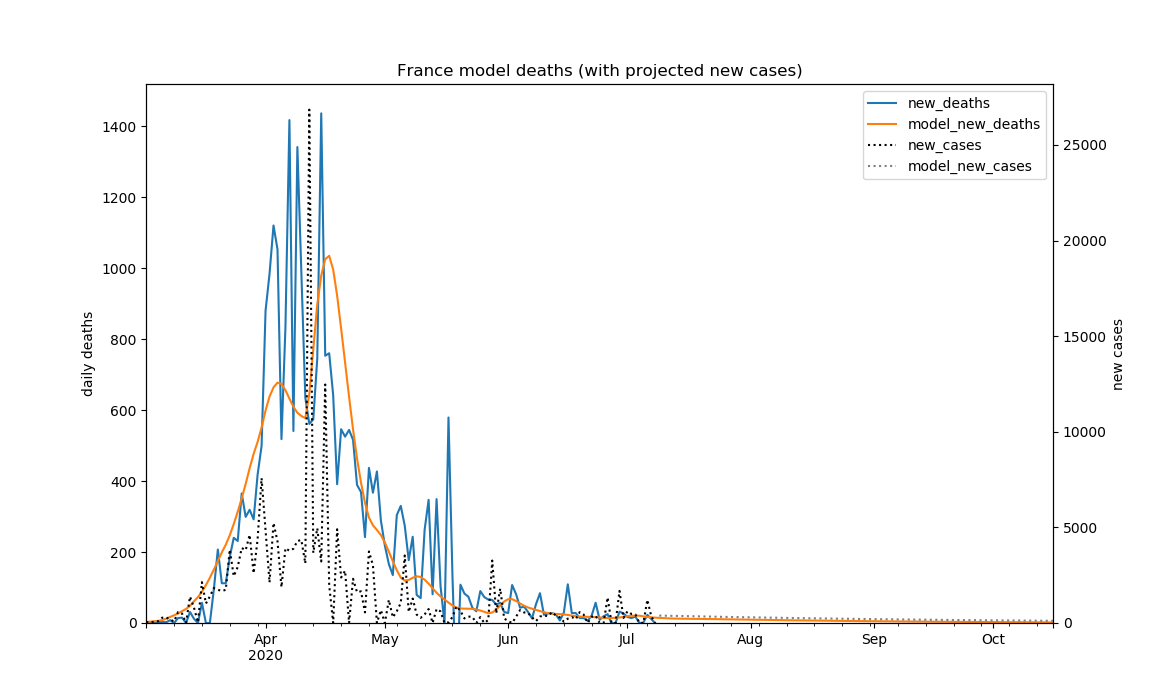 France model deaths (with projected new cases)
new_deaths
model_new_deaths
new_cases
model_new_cases
daily deaths
1400
1200
1000
800
600
400
200
0
new cases
25000
20000
15000
10000
5000
0
Apr
2020
May
Jun
Jul
Aug
Sep
Oct